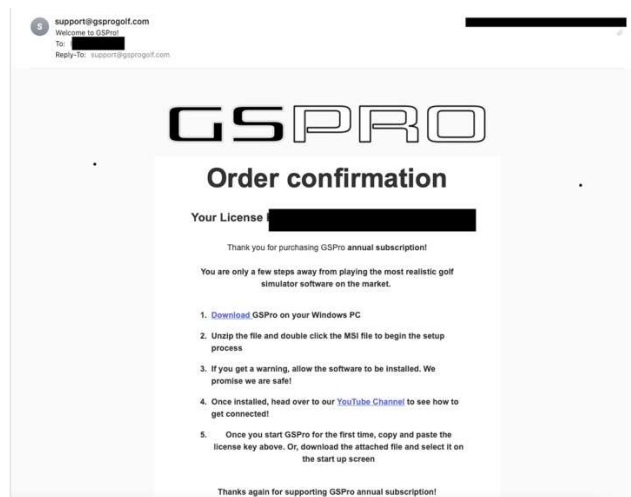 S
support@gsprogolf.com
Welcome to GSPro!
To:
Reply-To: support@gsprogolf.com
GSPRO
Order confirmation
Your License
Thank you for purchasing GSPro annual subscription!
You are only a few steps away from playing the most realistic golf
simulator software on the market.
1. Download GSPro on your Windows PC
2. Unzip the file and double click the MSI file to begin the setup
process
3. If you get a warning, allow the software to be installed. We
promise we are safe!
4. Once installed, head over to our YouTube Channel to see how to
get connected!
5. Once you start GSPro for the first time, copy and paste the
license key above. Or, download the attached file and select it on
the start up screen
Thanks again for supporting GSPro annual subscription!